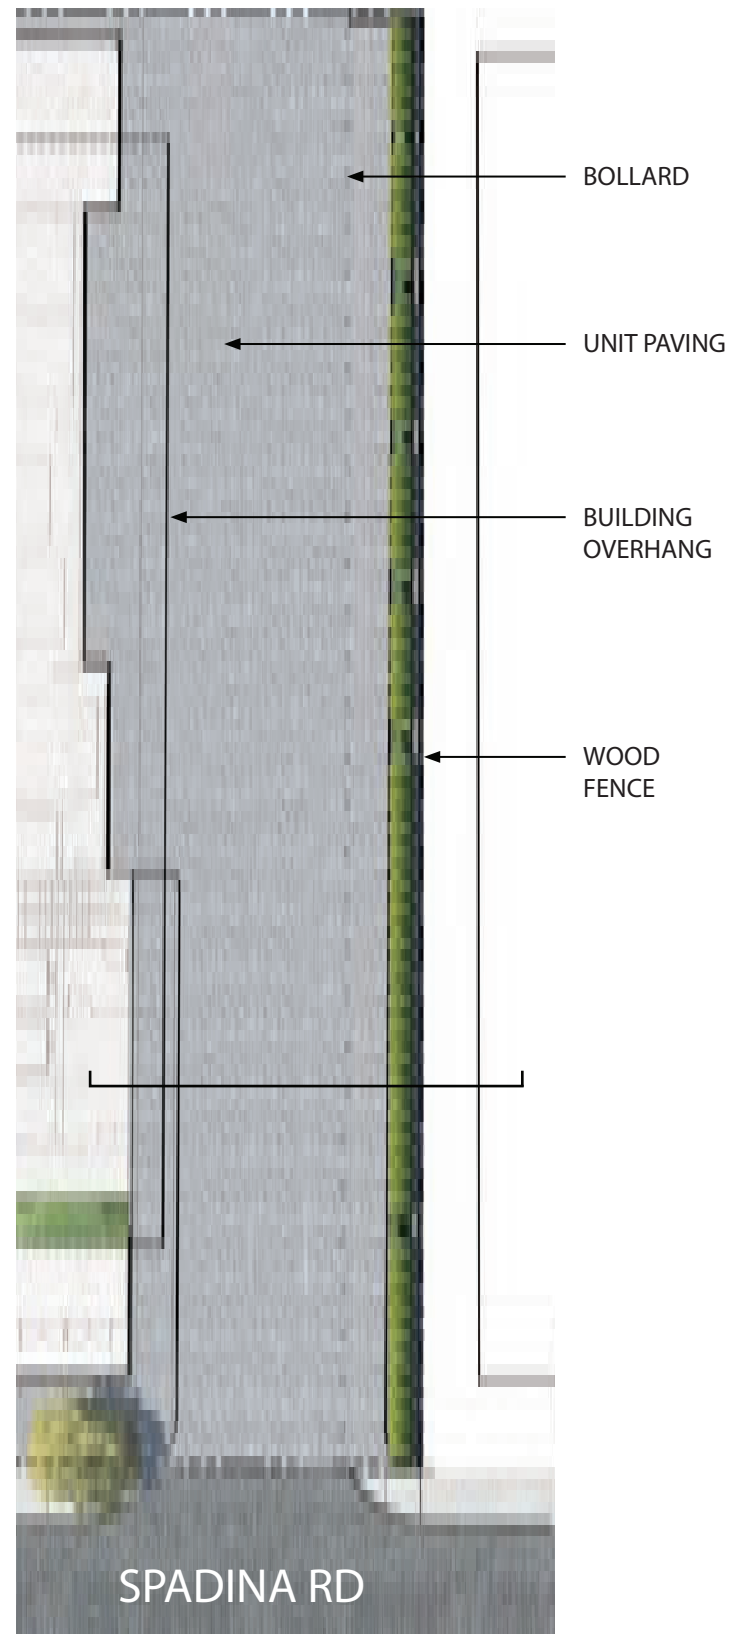 BOLLARD
UNIT PAVING
BUILDING
OVERHANG
WOOD
FENCE
SPADINA RD